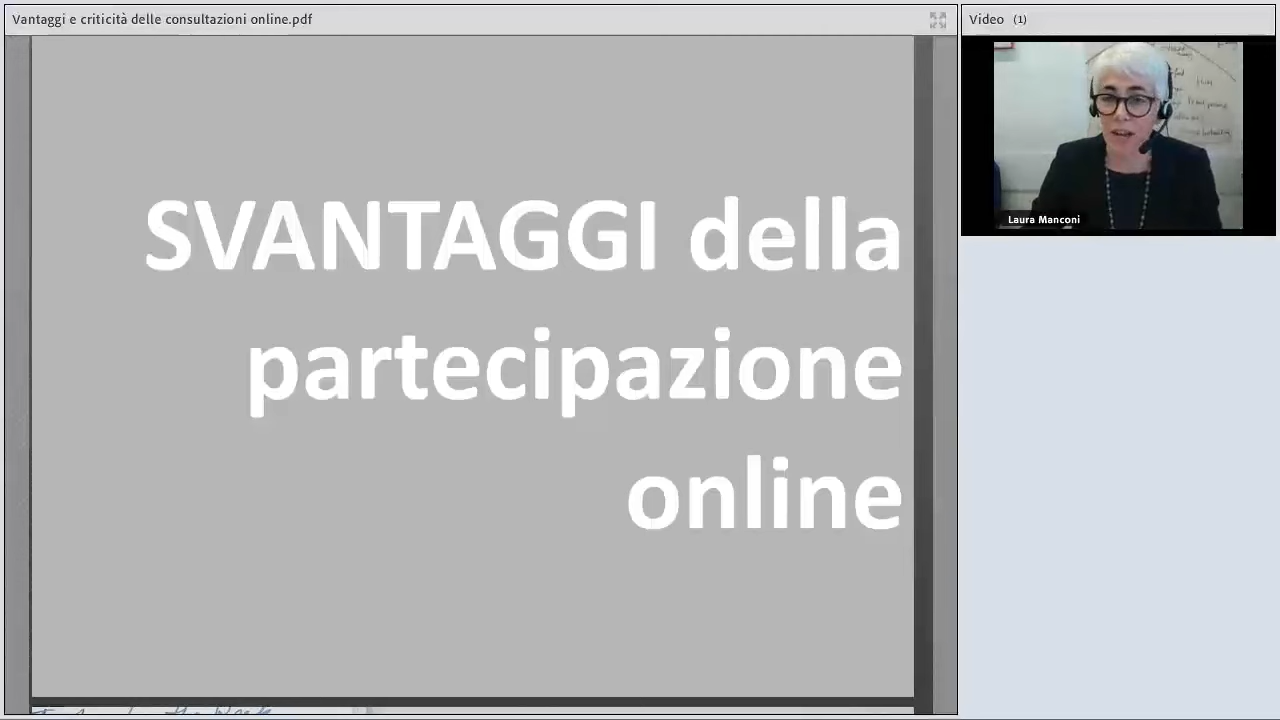 Vantaggi e criticità delle consultazioni online.pdf
Video (1)
SVANTAGGI della
partecipazione
online
Laura Manconi